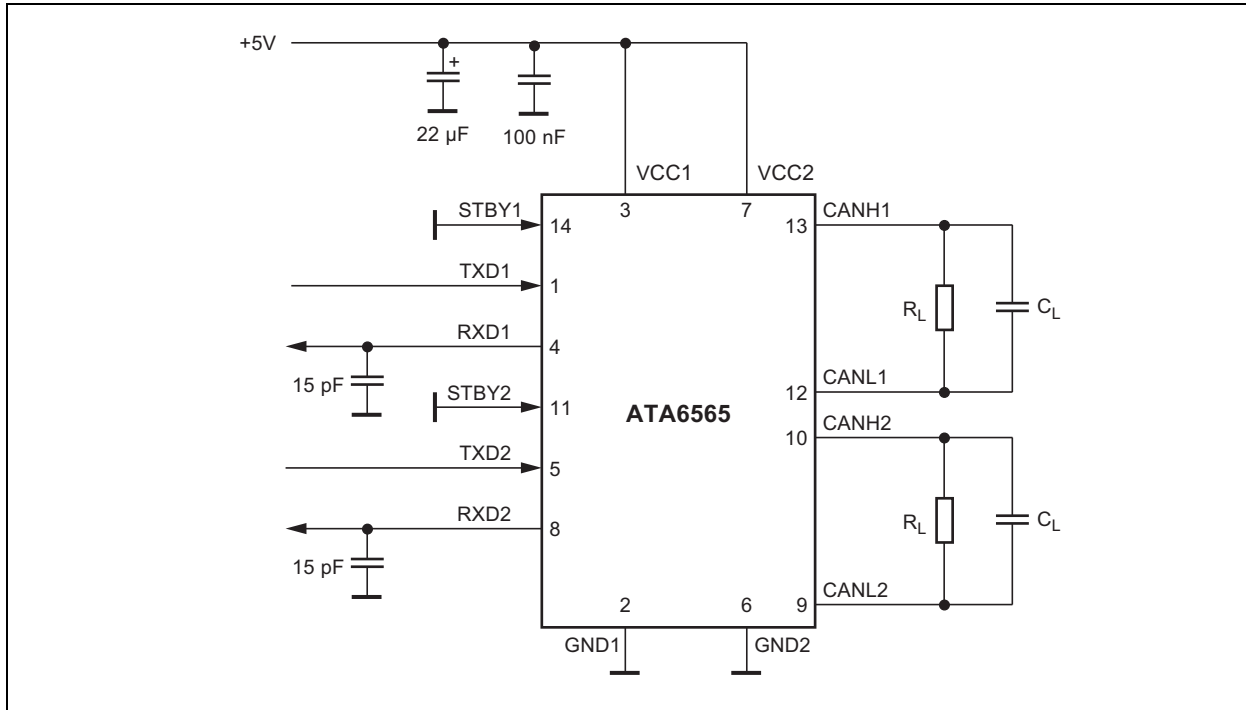 +5V
+
22 µF
100 nF
VCC1
VCC2
3
7
STBY1
14
13
CANH1
TXD1
1
RL
CL
RXD1
4
15 pF
12
CANL1
STBY2
11
ATA6565
10
CANH2
TXD2
5
RXD2
8
RL
CL
15 pF
2
6
9
CANL2
GND1
GND2